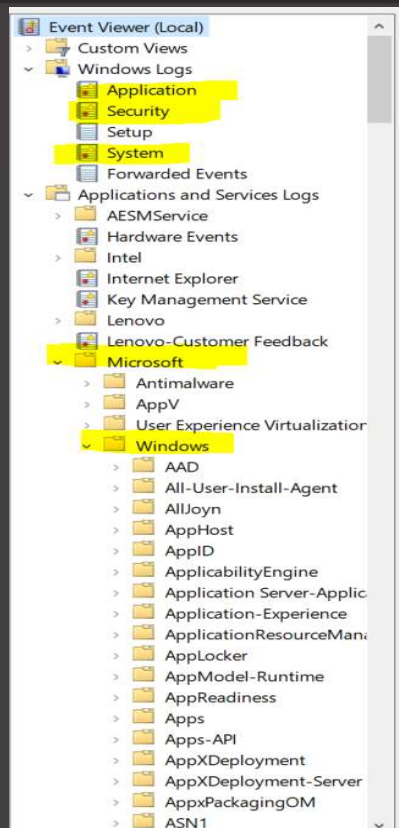 Event Viewer (Local)
Custom Views
Windows Logs
Application
Security
Setup
System
Forwarded Events
Applications and Services Logs
AESMService
Hardware Events
Intel
Internet Explorer
Key Management Service
Lenovo
Lenovo-Customer Feedback
Microsoft
Antimalware
AppV
User Experience Virtualization
Windows
AAD
All-User-Install-Agent
AllJoyn
AppHost
AppID
ApplicabilityEngine
Application Server-Applic
Application-Experience
ApplicationResourceMana
AppLocker
AppModel-Runtime
AppReadiness
Apps
Apps-API
AppXDeployment
AppXDeployment-Server
AppxPackagingOM
ASN1